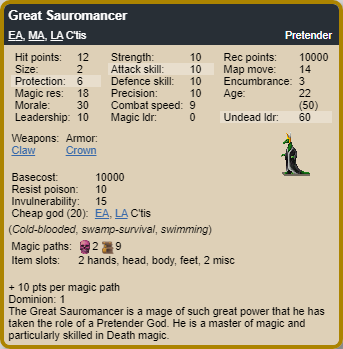 Great Sauromancer
EA, MA, LA C'tis Pretender
Hit points: 12 Strength: 10 Rec points: 10000
Size: 2 Attack skill: 10 Map move: 14
Protection: 6 Defence skill: 10 Encumbrance: 3
Magic res: 18 Precision: 10 Age: 22
Morale: 30 Combat speed: 9 (50)
Leadership: 10 Magic ldr: 0 Undead ldr: 60
Weapons: Armor:
Claw Crown
Basecost: 10000
Resist poison: 10
Invulnerability: 15
Cheap god (20): EA, LA C'tis
(Cold-blooded, swamp-survival, swimming)
Magic paths: 2 9
Item slots: 2 hands, head, body, feet, 2 misc
+ 10 pts per magic path
Dominion: 1
The Great Sauromancer is a mage of such great power that he has
taken the role of a Pretender God. He is a master of magic and
particularly skilled in Death magic.